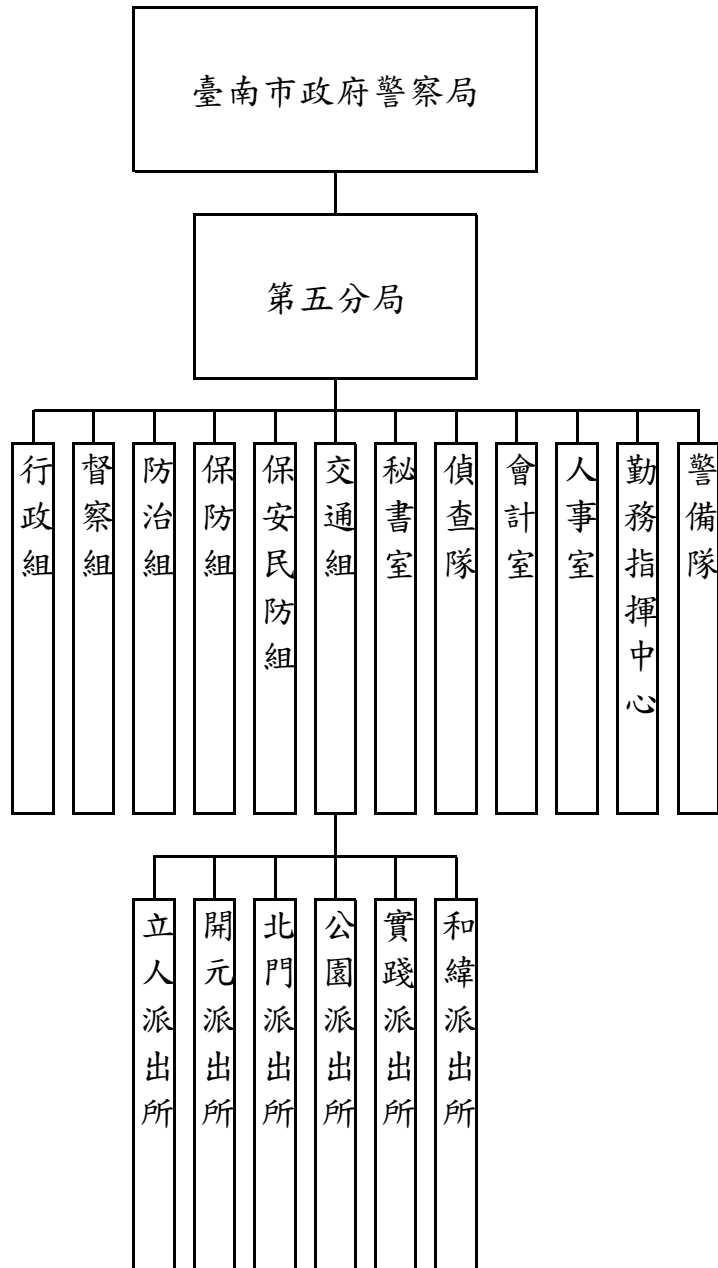 臺南市政府警察局
第五分局
行政組
督察組
防治組
保防組
保安民防組
交通組
秘書室
偵查隊
會計室
人事室
勤務指揮中心
警備隊
立人派出所
開元派出所
北門派出所
公園派出所
實踐派出所
和緯派出所